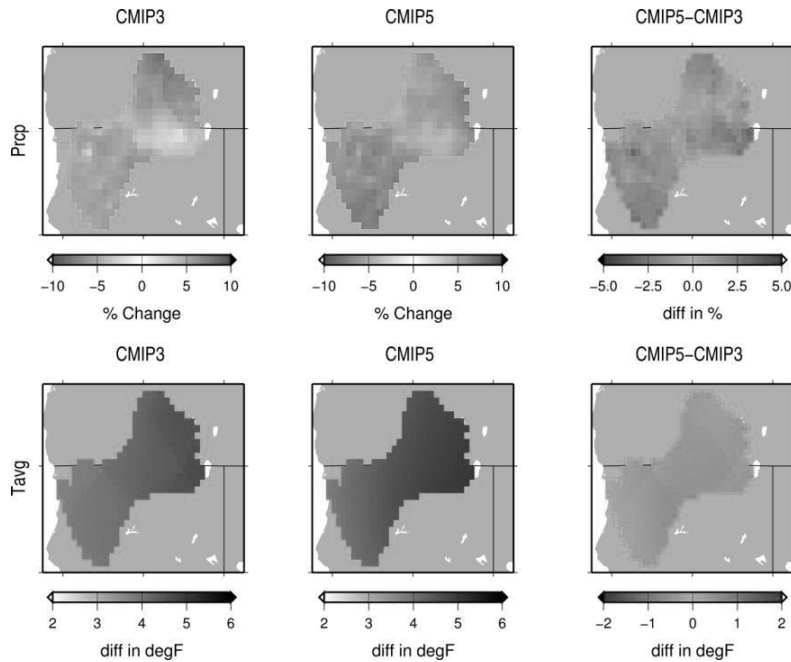 CMIP3 CMIP5 CMIP5−CMIP3
Prcp
−10 −5 0 5 10 −10 −5 0 5 10 −5.0 −2.5 0.0 2.5 5.0
% Change % Change diff in %
CMIP3 CMIP5 CMIP5−CMIP3
Tavg
2 3 4 5 6 2 3 4 5 6 −2 −1 0 1 2
diff in degF diff in degF diff in degF